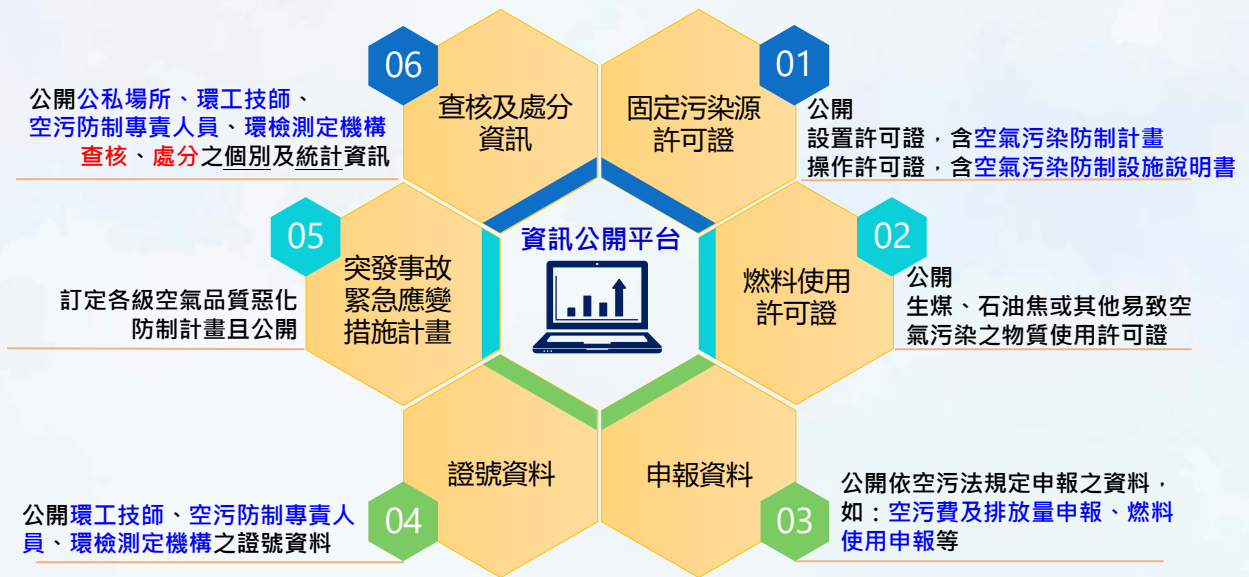 資訊公開平台
01
固定污染源
許可證
公開
設置許可證，含空氣污染防制計畫
操作許可證，含空氣污染防制設施說明書
02
燃料使用
許可證
公開
生煤、石油焦或其他易致空
氣污染之物質使用許可證
03
申報資料
公開依空污法規定申報之資料，
如：空污費及排放量申報、燃料
使用申報等
04
證號資料
公開環工技師、空污防制專責人
員、環檢測定機構之證號資料
05
突發事故
緊急應變
措施計畫
訂定各級空氣品質惡化
防制計畫且公開
06
查核及處分
資訊
公開公私場所、環工技師、
空污防制專責人員、環檢測定機構
查核、處分之個別及統計資訊